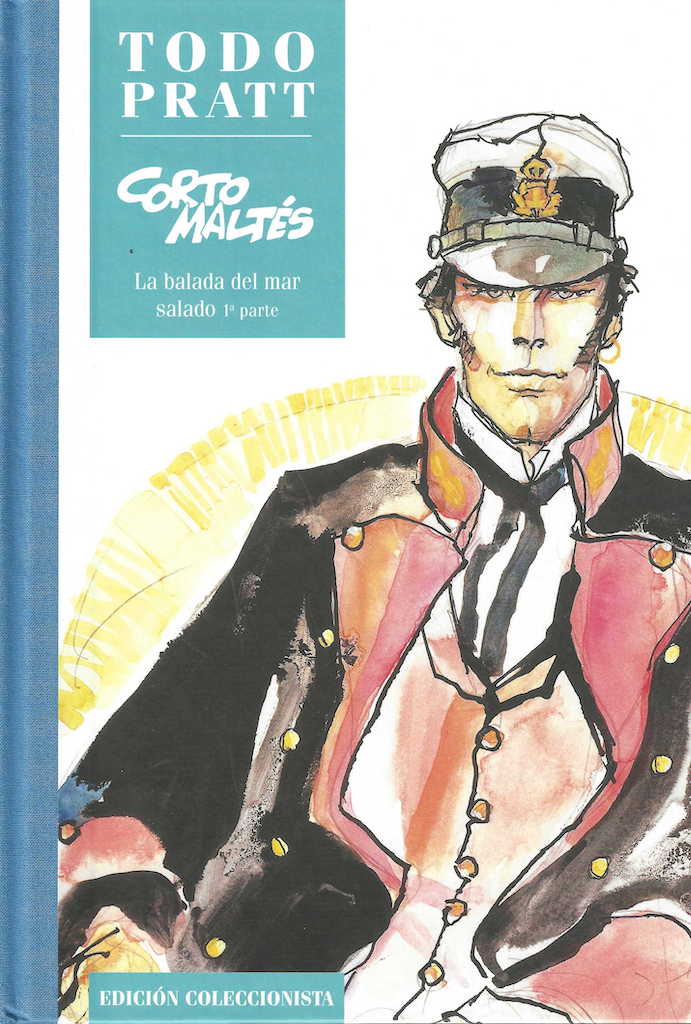 TODO
PRATT
CORTO
MALTÉS
La balada del mar
salado 1ª parte
EDICIÓN COLECCIONISTA